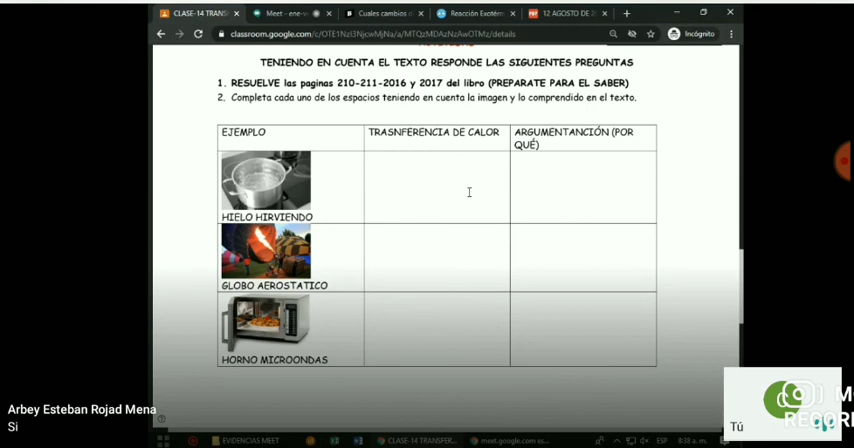 CLASE-14 TRANS
Meet - ene-v
Cuales cambios d
Reacción Exotérm
12 AGOSTO DE 2
classroom.google.com/c/OTE1NzI3NjcwMjNa/a/MTQzMDAzNzAwOTMz/details
Incógnito
TENIENDO EN CUENTA EL TEXTO RESPONDE LAS SIGUIENTES PREGUNTAS
1. RESUELVE las paginas 210-211-2016 y 2017 del libro (PREPARATE PARA EL SABER)
2. Completa cada uno de los espacios teniendo en cuenta la imagen y lo comprendido en el texto.
EJEMPLO
TRASNFERENCIA DE CALOR
ARGUMENTANCIÓN (POR
QUÉ)
HIELO HIRVIENDO
GLOBO AEROSTATICO
HORNO MICROONDAS
Arbey Esteban Rojad Mena
Si
Tú
RECOR
EVIDENCIAS MEET
CLASE-14 TRANSFER...
meet.google.com es...
ESP
8:38 a. m.